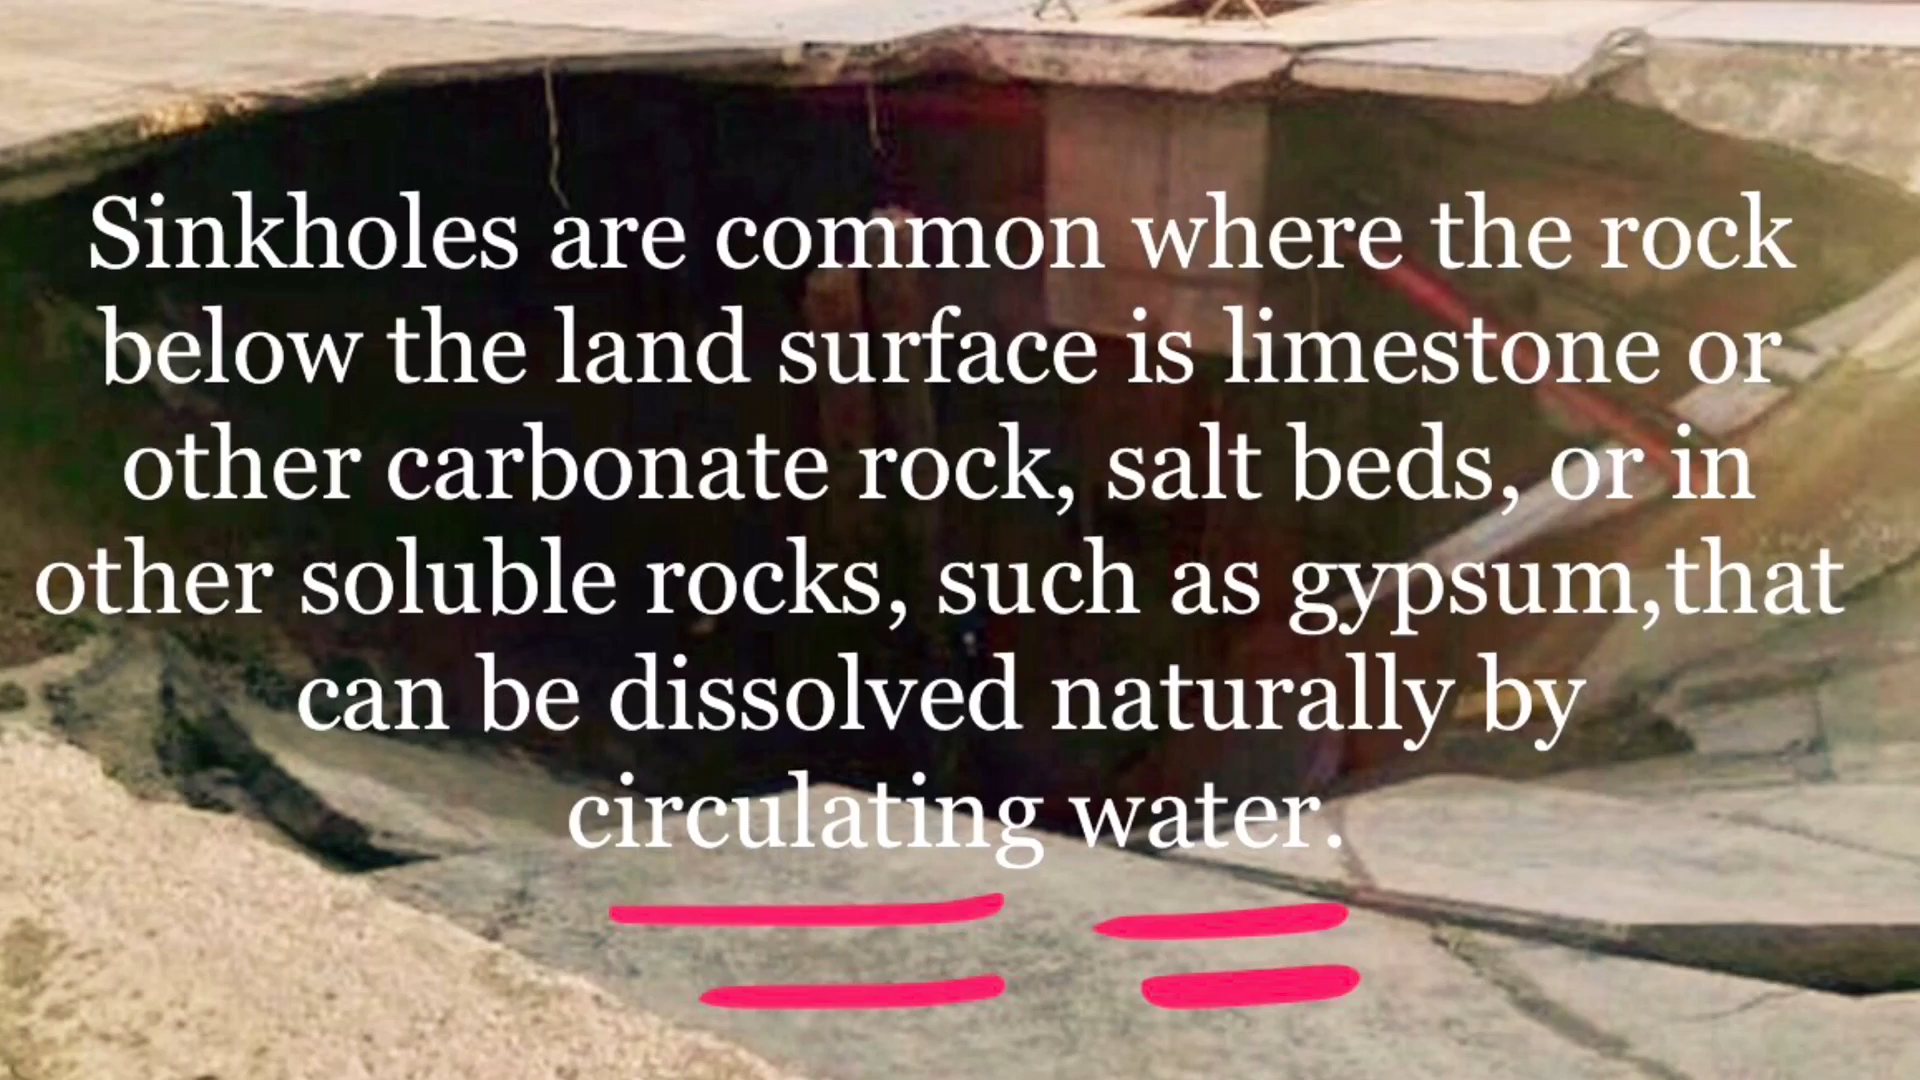 Sinkholes are common where the rock
below the land surface is limestone or
other carbonate rock, salt beds, or in
other soluble rocks, such as gypsum,that
can be dissolved naturally by
circulating water.